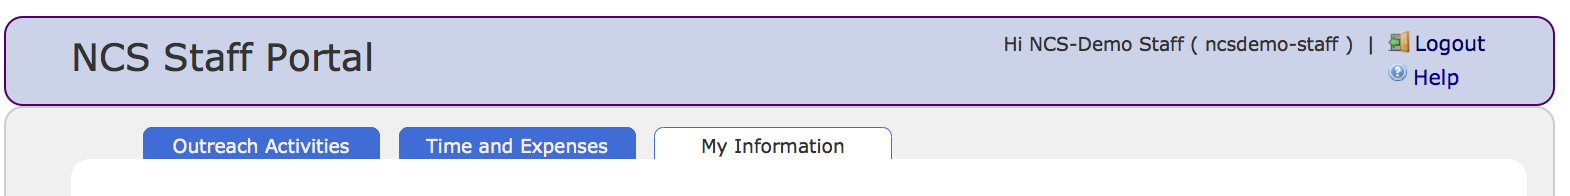 NCS Staff Portal
Hi NCS-Demo Staff ( ncsdemo-staff ) | Logout
Help
Outreach Activities Time and Expenses My Information